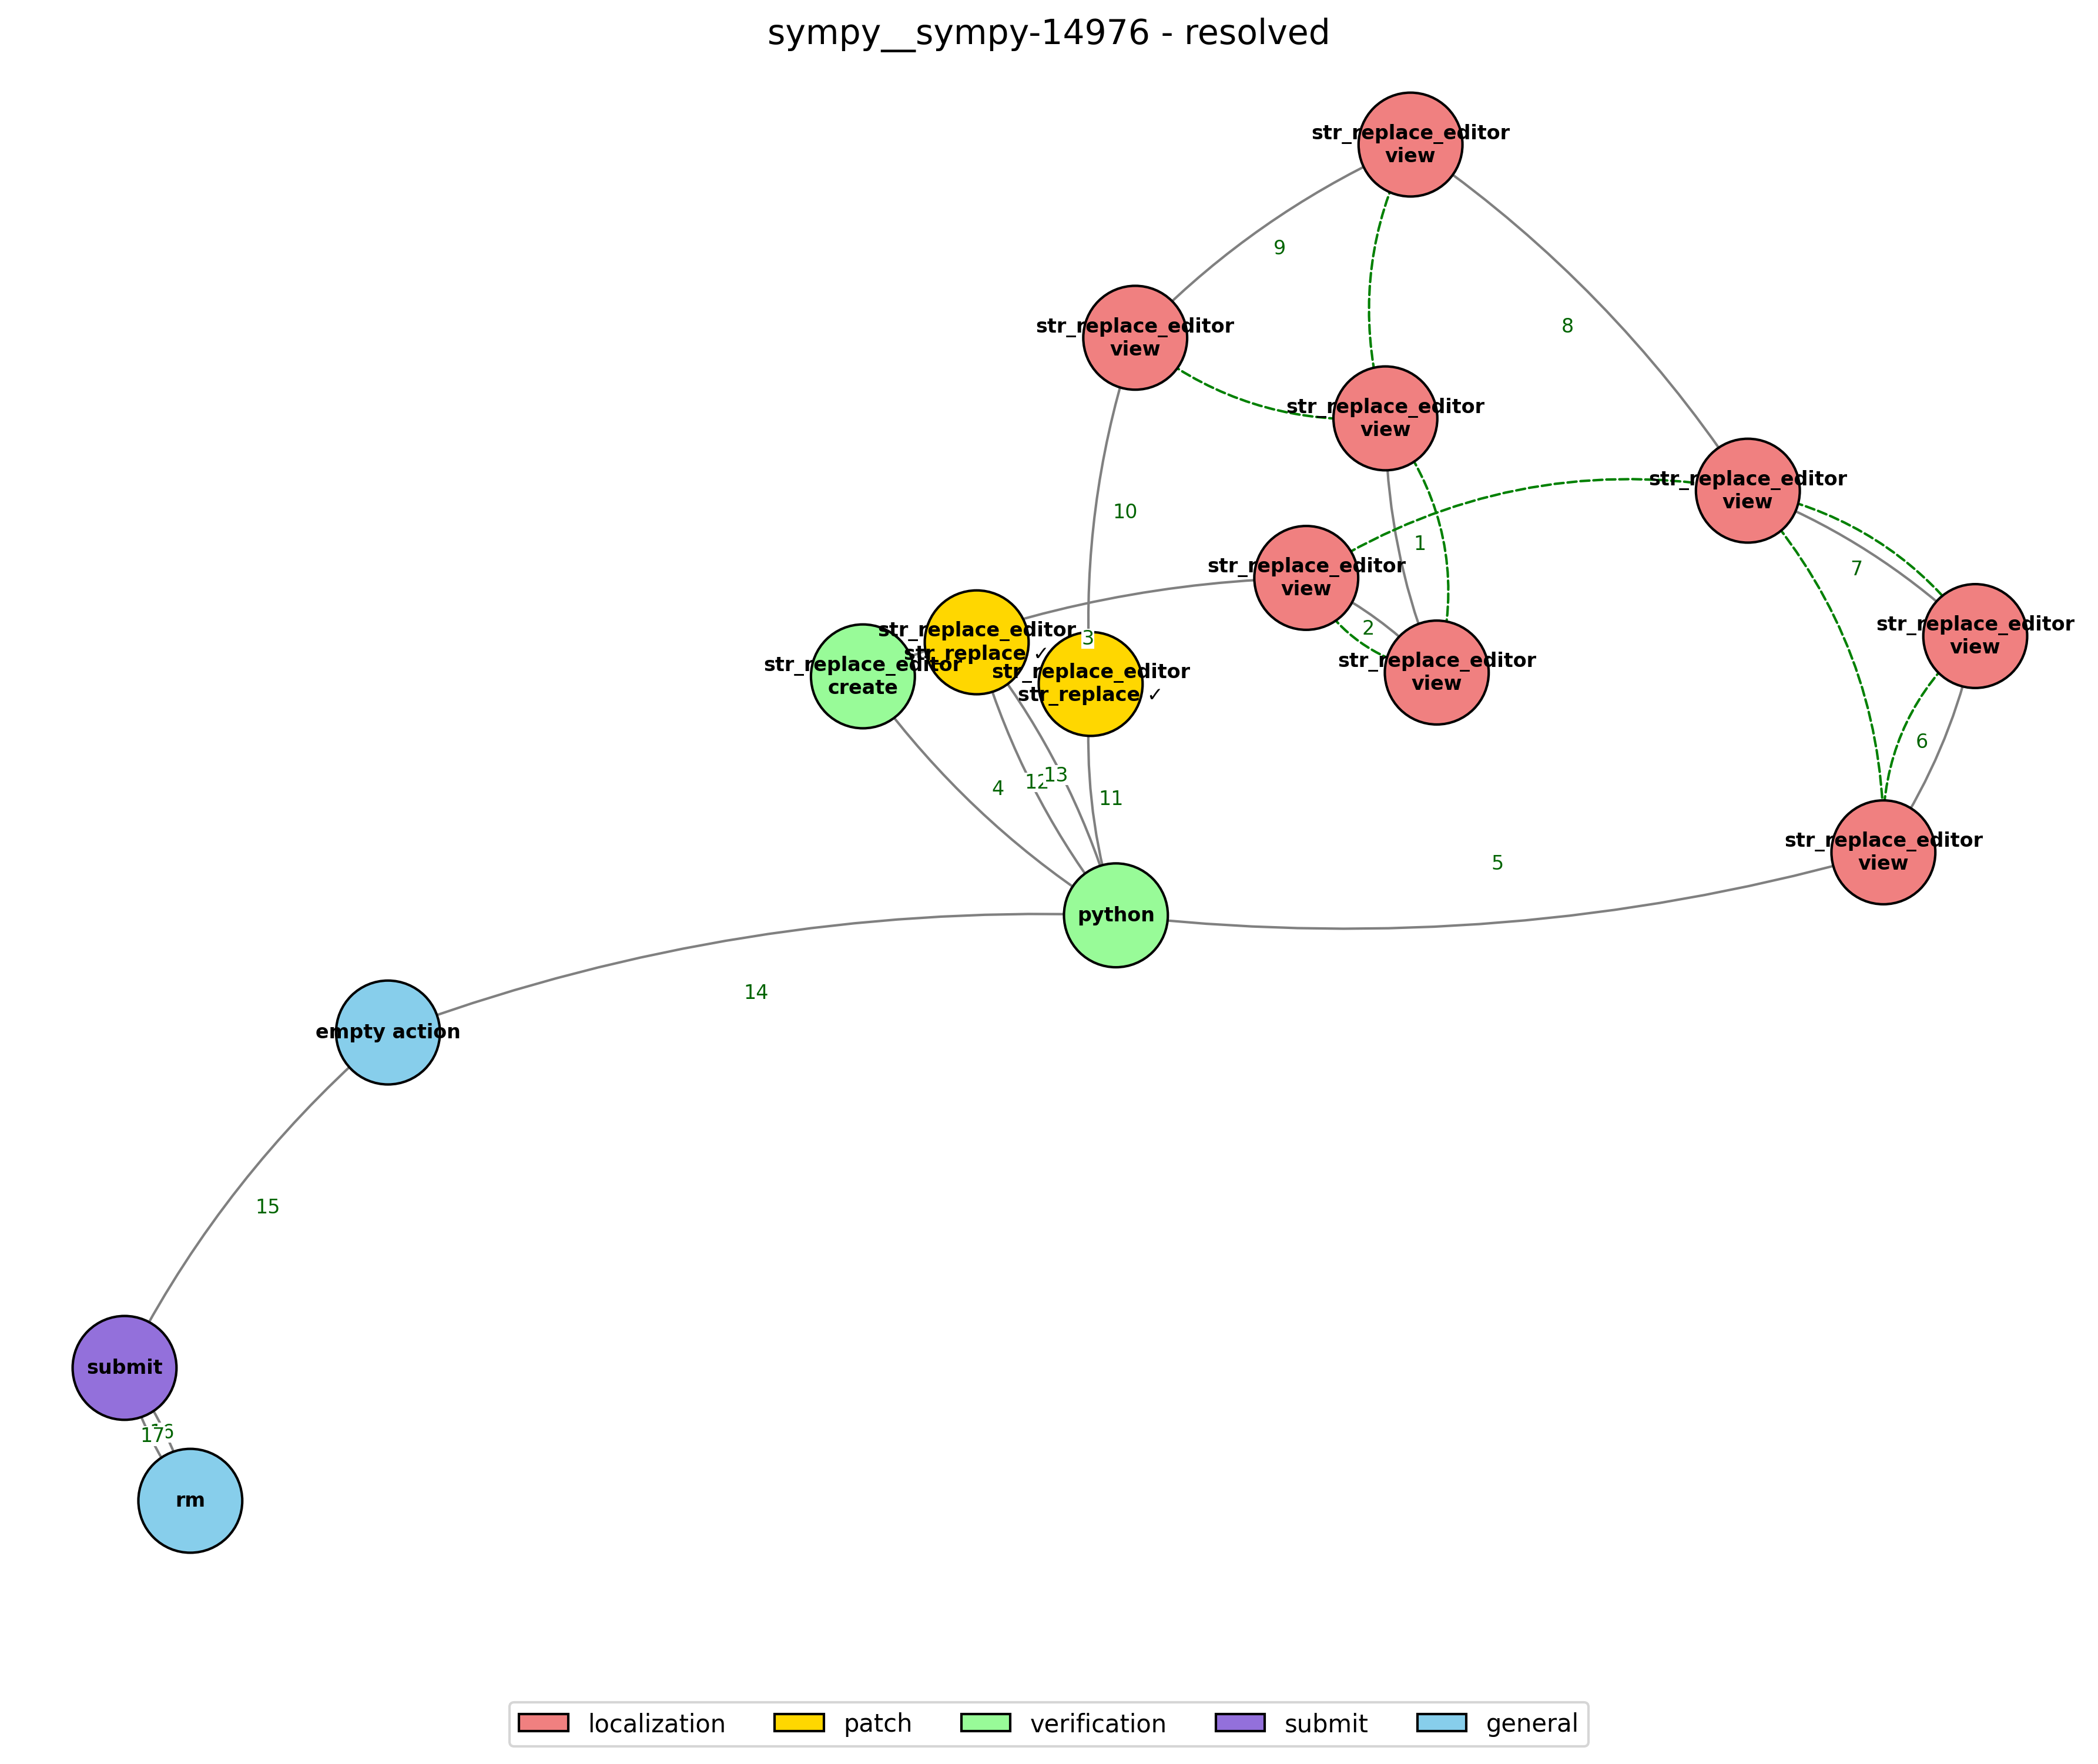 sympy__sympy-14976 - resolved
str_replace_editor
view
9
8
str_replace_editor
view
str_replace_editor
view
str_replace_editor
view
10
1
7
str_replace_editor
view
2
3
str_replace_editor
str_replace ✓
str_replace_editor
view
str_replace_editor
create
str_replace_editor
view
str_replace_editor
str_replace ✓
6
4
12
13
11
str_replace_editor
view
5
python
14
empty action
15
submit
16
17
rm
localization
patch
verification
submit
general